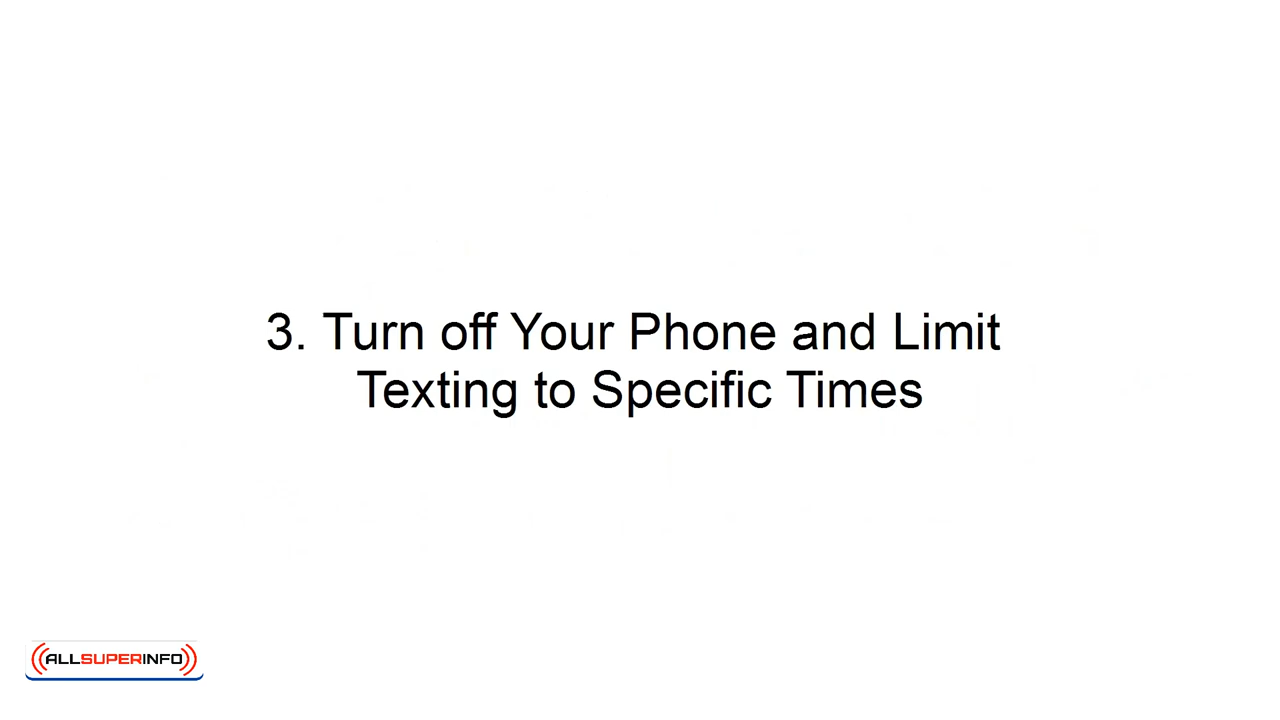 3. Turn off Your Phone and Limit
Texting to Specific Times
ALLSUPERINFO